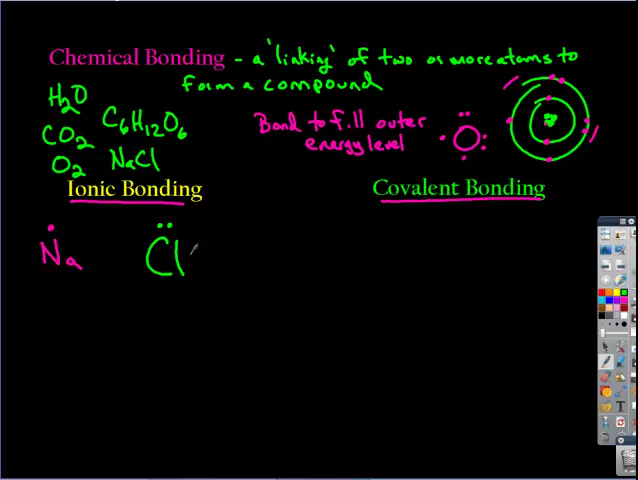 Chemical Bonding - a 'linking' of two or more atoms to
form a compound
H2O
CO2 C6H12O6
O2 NaCl
Bond to fill outer
energy level
O
Ionic Bonding
Covalent Bonding
Na Cl